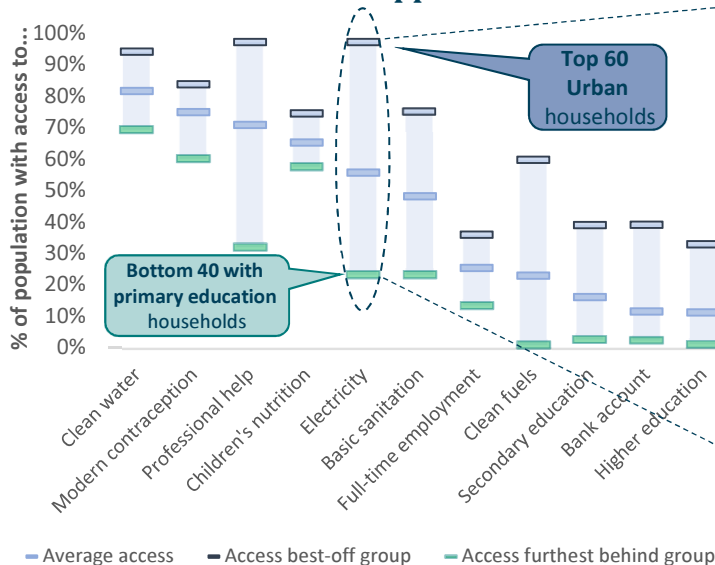 % of population with access to...
100%
90%
80%
70%
60%
50%
40%
30%
20%
10%
0%
Top 60
Urban
households
Bottom 40 with
primary education
households
Clean water
Modern contraception
Professional help
Children's nutrition
Electricity
Basic sanitation
Full-time employment
Clean fuels
Secondary education
Bank account
Higher education
Average access
Access best-off group
Access furthest behind group